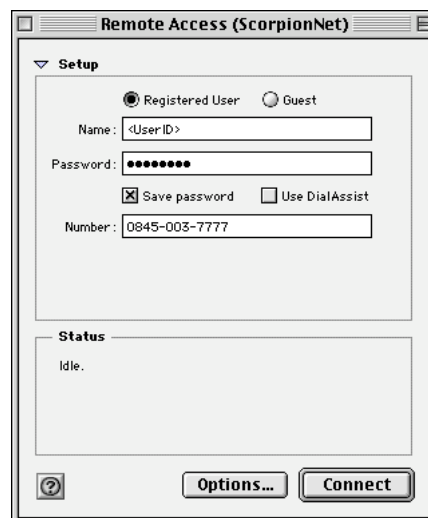 Remote Access (ScorpionNet)
Setup
Registered User Guest
Name: <UserID>
Password: ●●●●●●●●
Save password Use DialAssist
Number: 0845-003-7777
Status
Idle.
? Options... Connect